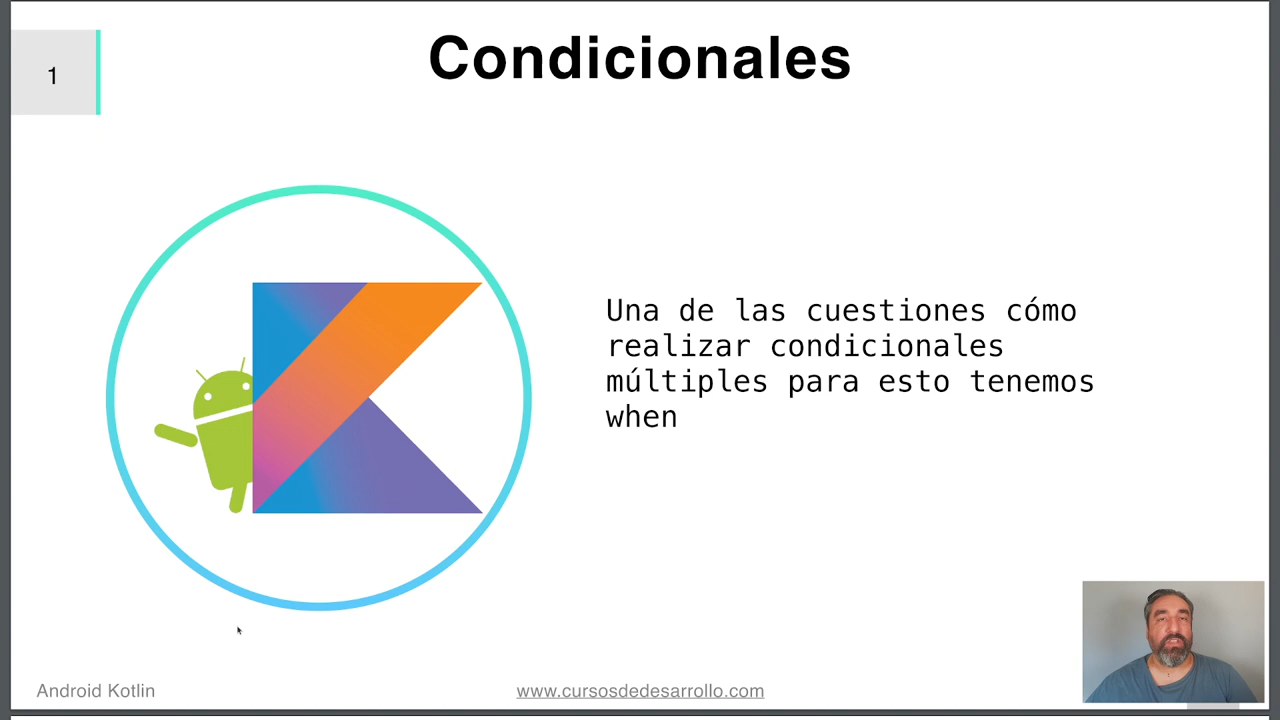 1
Condicionales
Una de las cuestiones cómo
realizar condicionales
múltiples para esto tenemos
when
Android Kotlin
www.cursosdedesarrollo.com